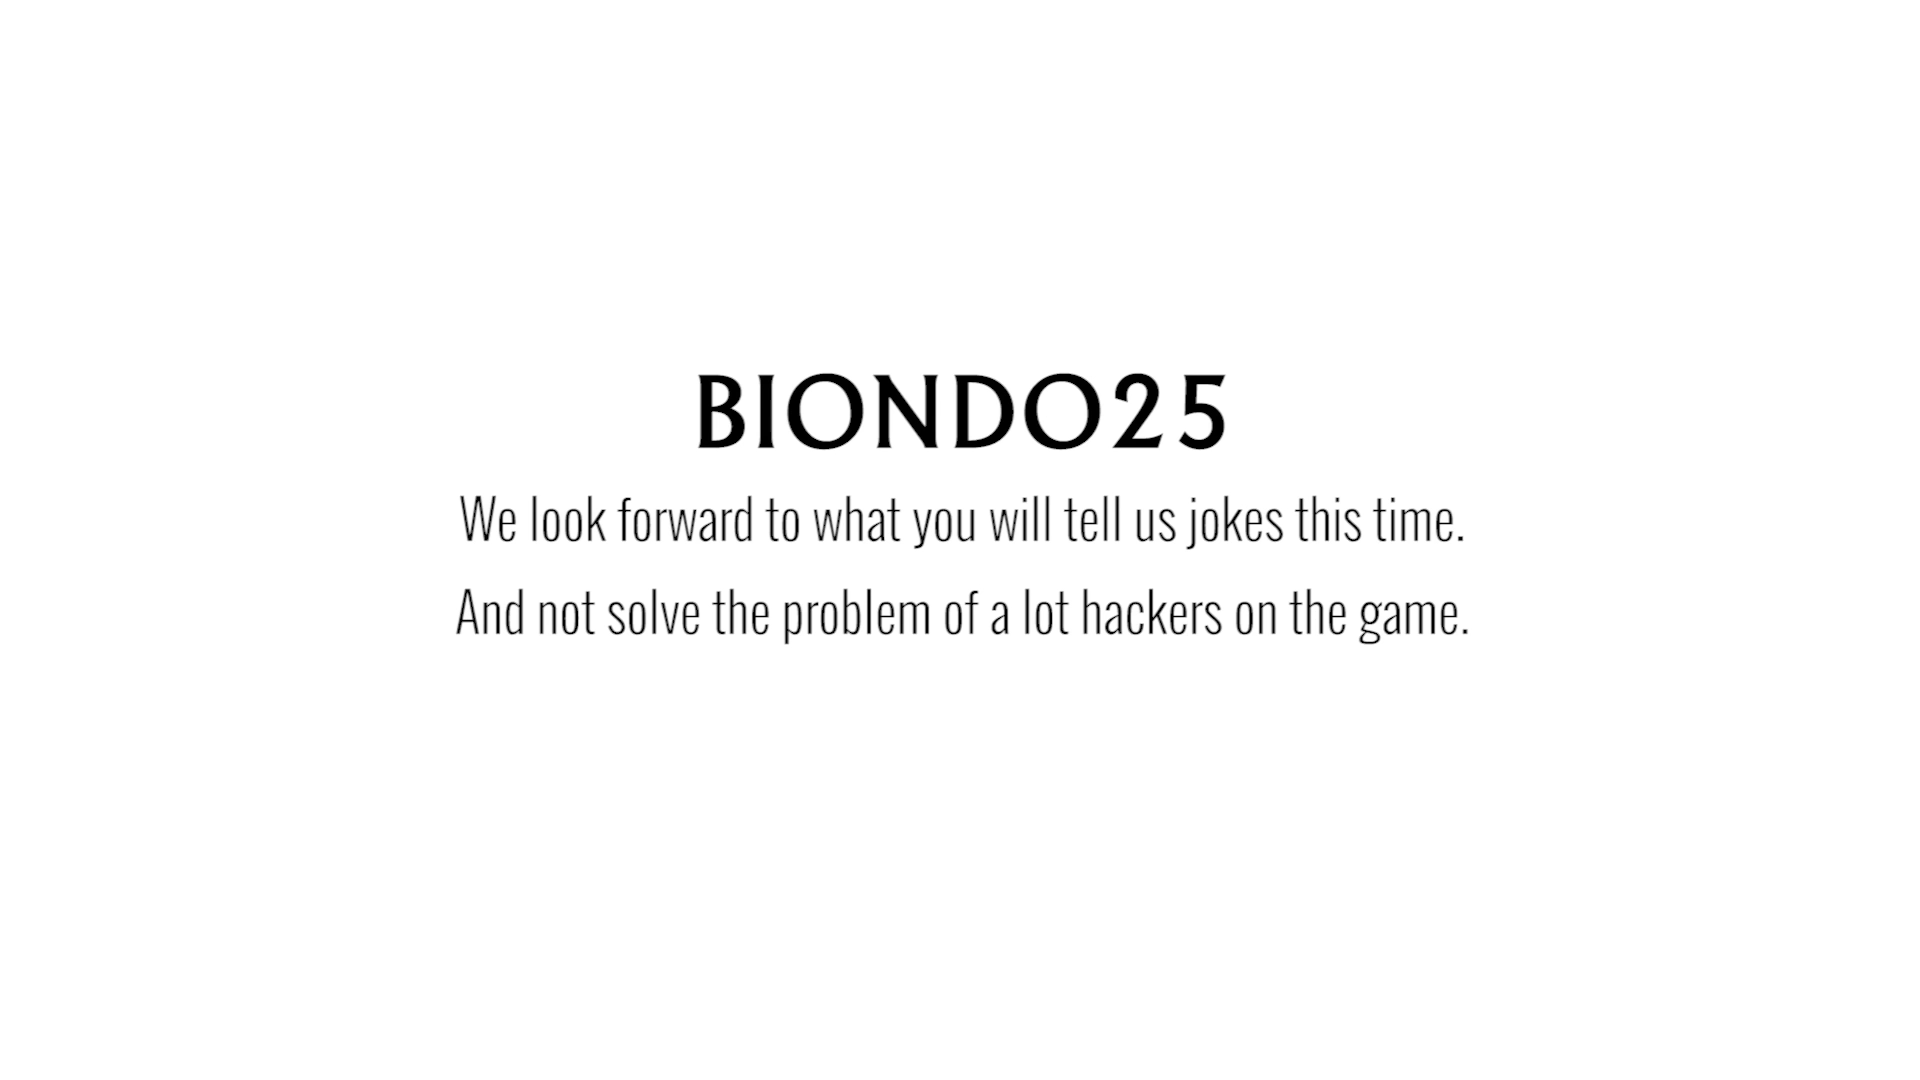 BIONDO25
We look forward to what you will tell us jokes this time.
And not solve the problem of a lot hackers on the game.